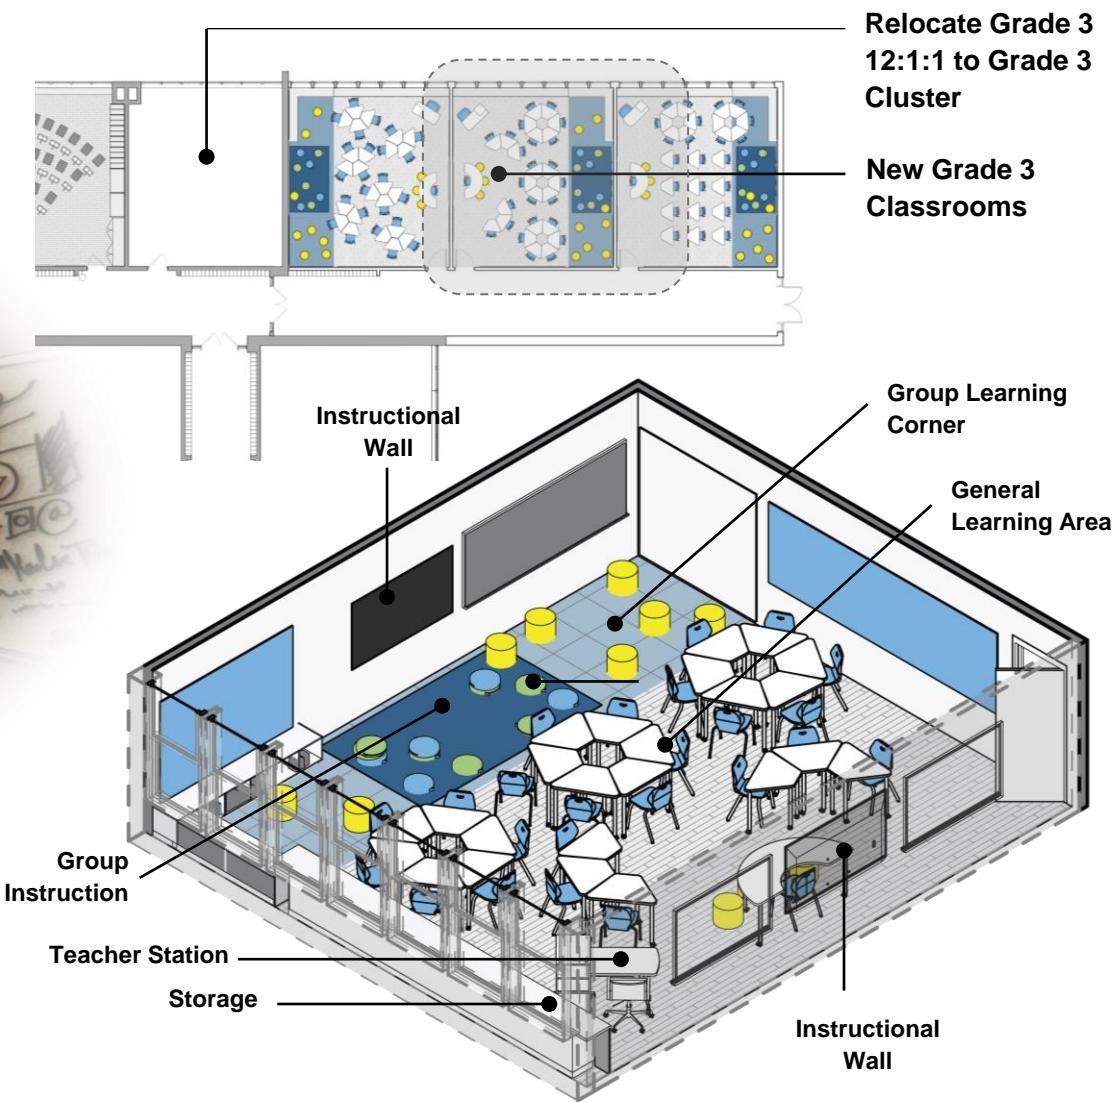 Relocate Grade 3
12:1:1 to Grade 3
Cluster
New Grade 3
Classrooms
Instructional
Wall
Group Learning
Corner
General
Learning Area
Group
Instruction
Teacher Station
Storage
Instructional
Wall